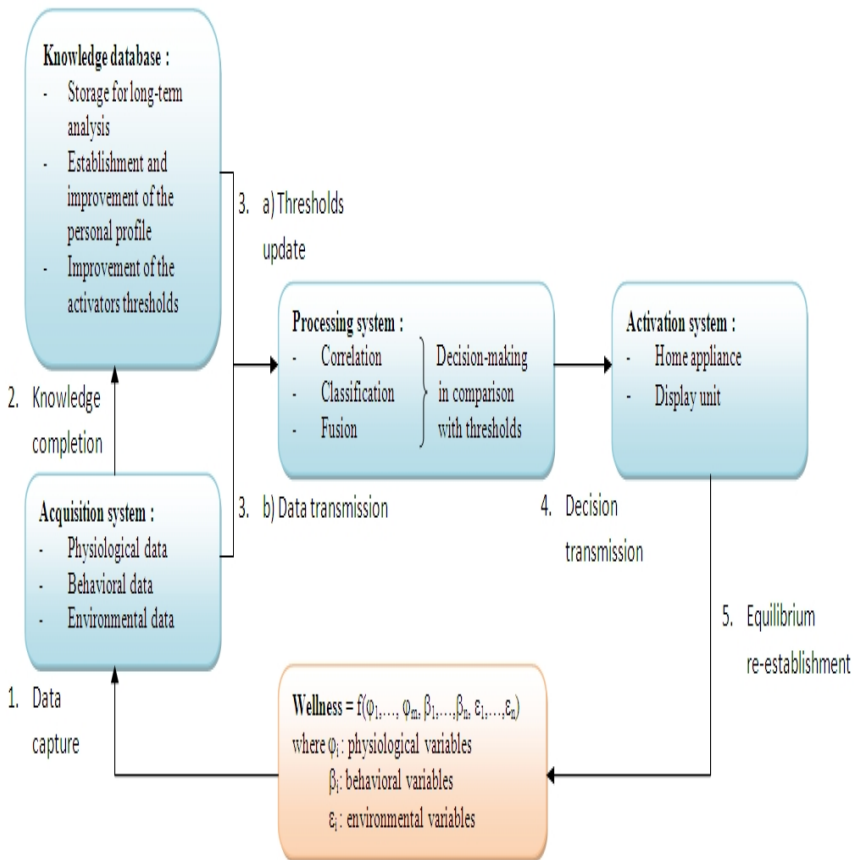 Knowledge database :
- Storage for long-term
analysis
- Establishment and
improvement of the
personal profile
- Improvement of the
activators thresholds
3. a) Thresholds
update
Processing system :
- Correlation
- Classification
- Fusion
Decision-making
in comparison
with thresholds
Activation system :
- Home appliance
- Display unit
2. Knowledge
completion
Acquisition system :
- Physiological data
- Behavioral data
- Environmental data
3. b) Data transmission
4. Decision
transmission
5. Equilibrium
re-establishment
1. Data
capture
Wellness = f(φ₁,…, φₘ, β₁,…,βₙ, ε₁,…,εₙ)
where φᵢ : physiological variables
βᵢ: behavioral variables
εᵢ : environmental variables